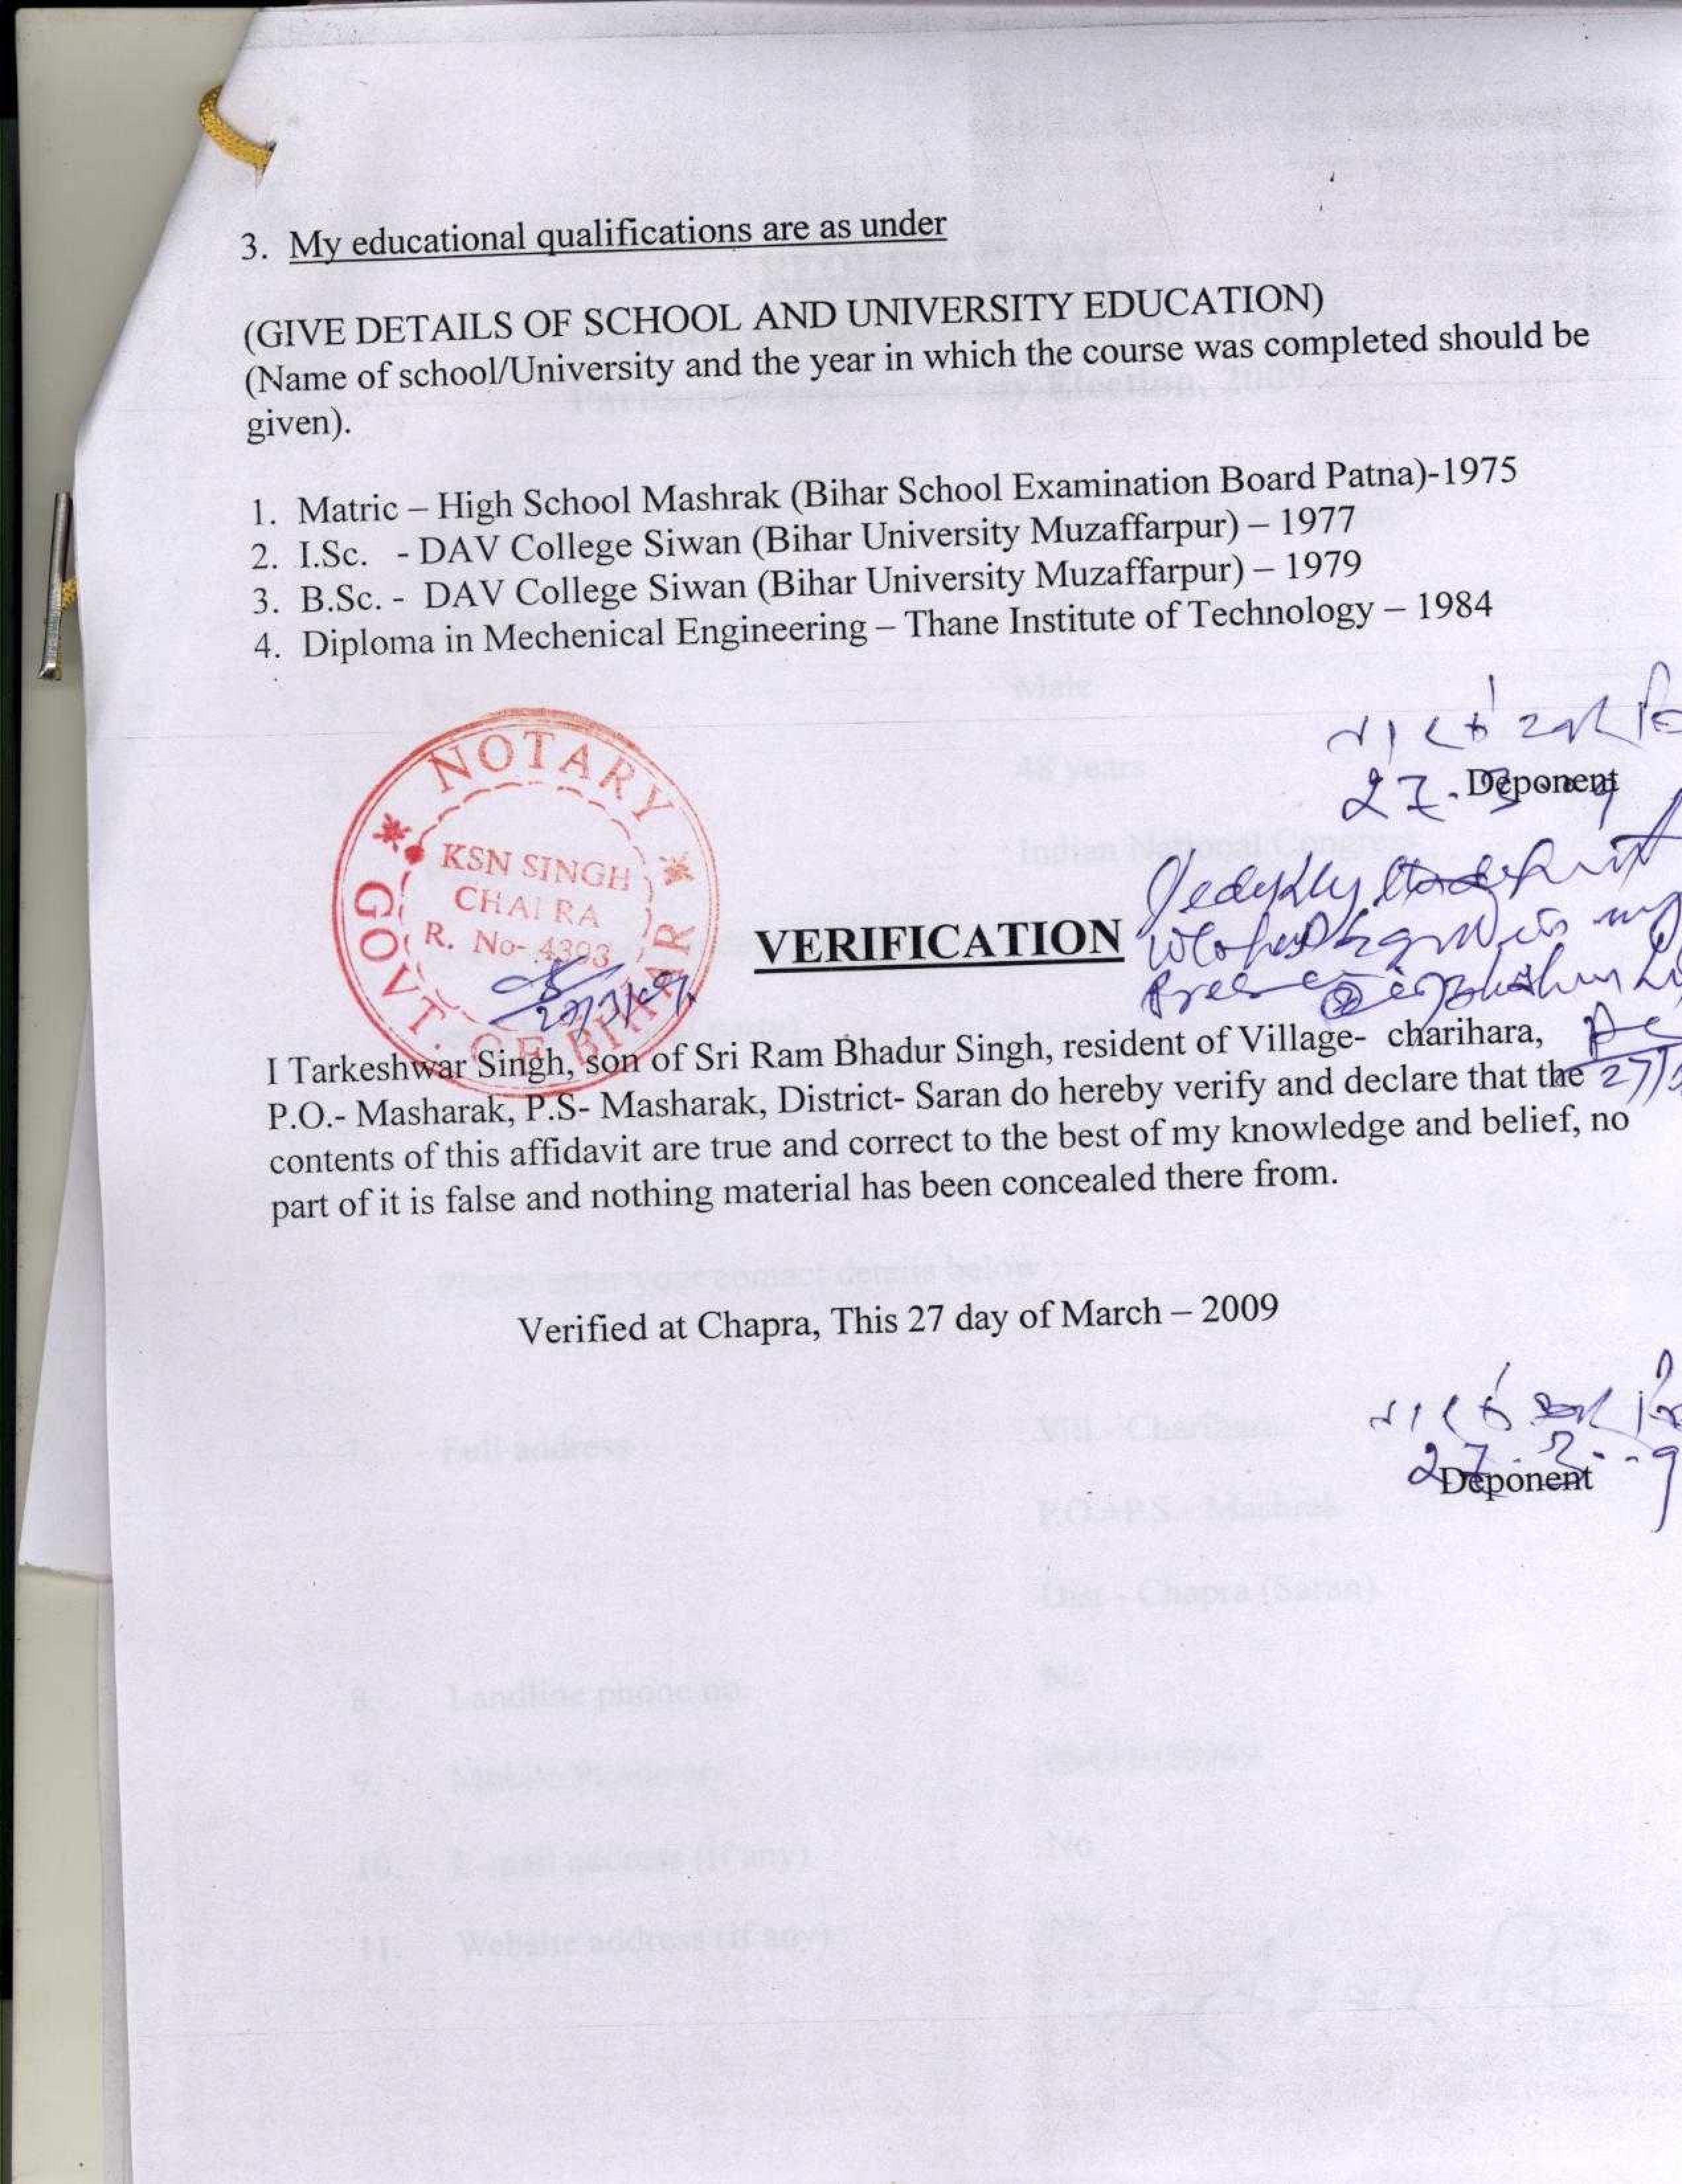 3. My educational qualifications are as under
(GIVE DETAILS OF SCHOOL AND UNIVERSITY EDUCATION)
(Name of school/University and the year in which the course was completed should be
given).
1. Matric – High School Mashrak (Bihar School Examination Board Patna)-1975
2. I.Sc. - DAV College Siwan (Bihar University Muzaffarpur) – 1977
3. B.Sc. - DAV College Siwan (Bihar University Muzaffarpur) – 1979
4. Diploma in Mechenical Engineering – Thane Institute of Technology – 1984
Deponent
NOTARY
KSN SINGH
R. No- 4393
GOVT. OF BIHAR
VERIFICATION
I Tarkeshwar Singh, son of Sri Ram Bhadur Singh, resident of Village- charihara,
P.O.- Masharak, P.S- Masharak, District- Saran do hereby verify and declare that the
contents of this affidavit are true and correct to the best of my knowledge and belief, no
part of it is false and nothing material has been concealed there from.
Verified at Chapra, This 27 day of March – 2009
Deponent